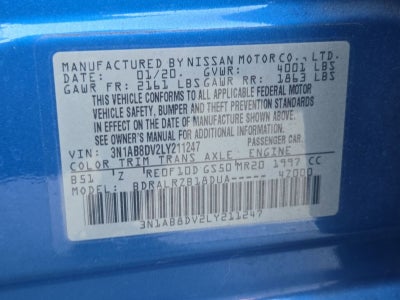 MANUFACTURED BY NISSAN MOTOR CO., LTD.
DATE: 01/20. GVWR: 4001 LBS
GAWR FR: 2161 LBS GAWR RR: 1863 LBS
THIS VEHICLE CONFORMS TO ALL APPLICABLE FEDERAL MOTOR
VEHICLE SAFETY, BUMPER AND THEFT PREVENTION STANDARDS
IN EFFECT ON THE DATE OF MANUFACTURE SHOWN ABOVE.
SEE OWNER'S MANUAL FOR ADDITIONAL INFORMATION.
VIN: 3N1AB8DV2LY211247 PASSENGER CAR.
COLOR TRIM TRANS AXLE ENGINE
B51 Z RE0F10D GS50 MR20 1997 CC
MODEL: BDRALRZB18DUA----- 47000
3N1AB8DV2LY211247